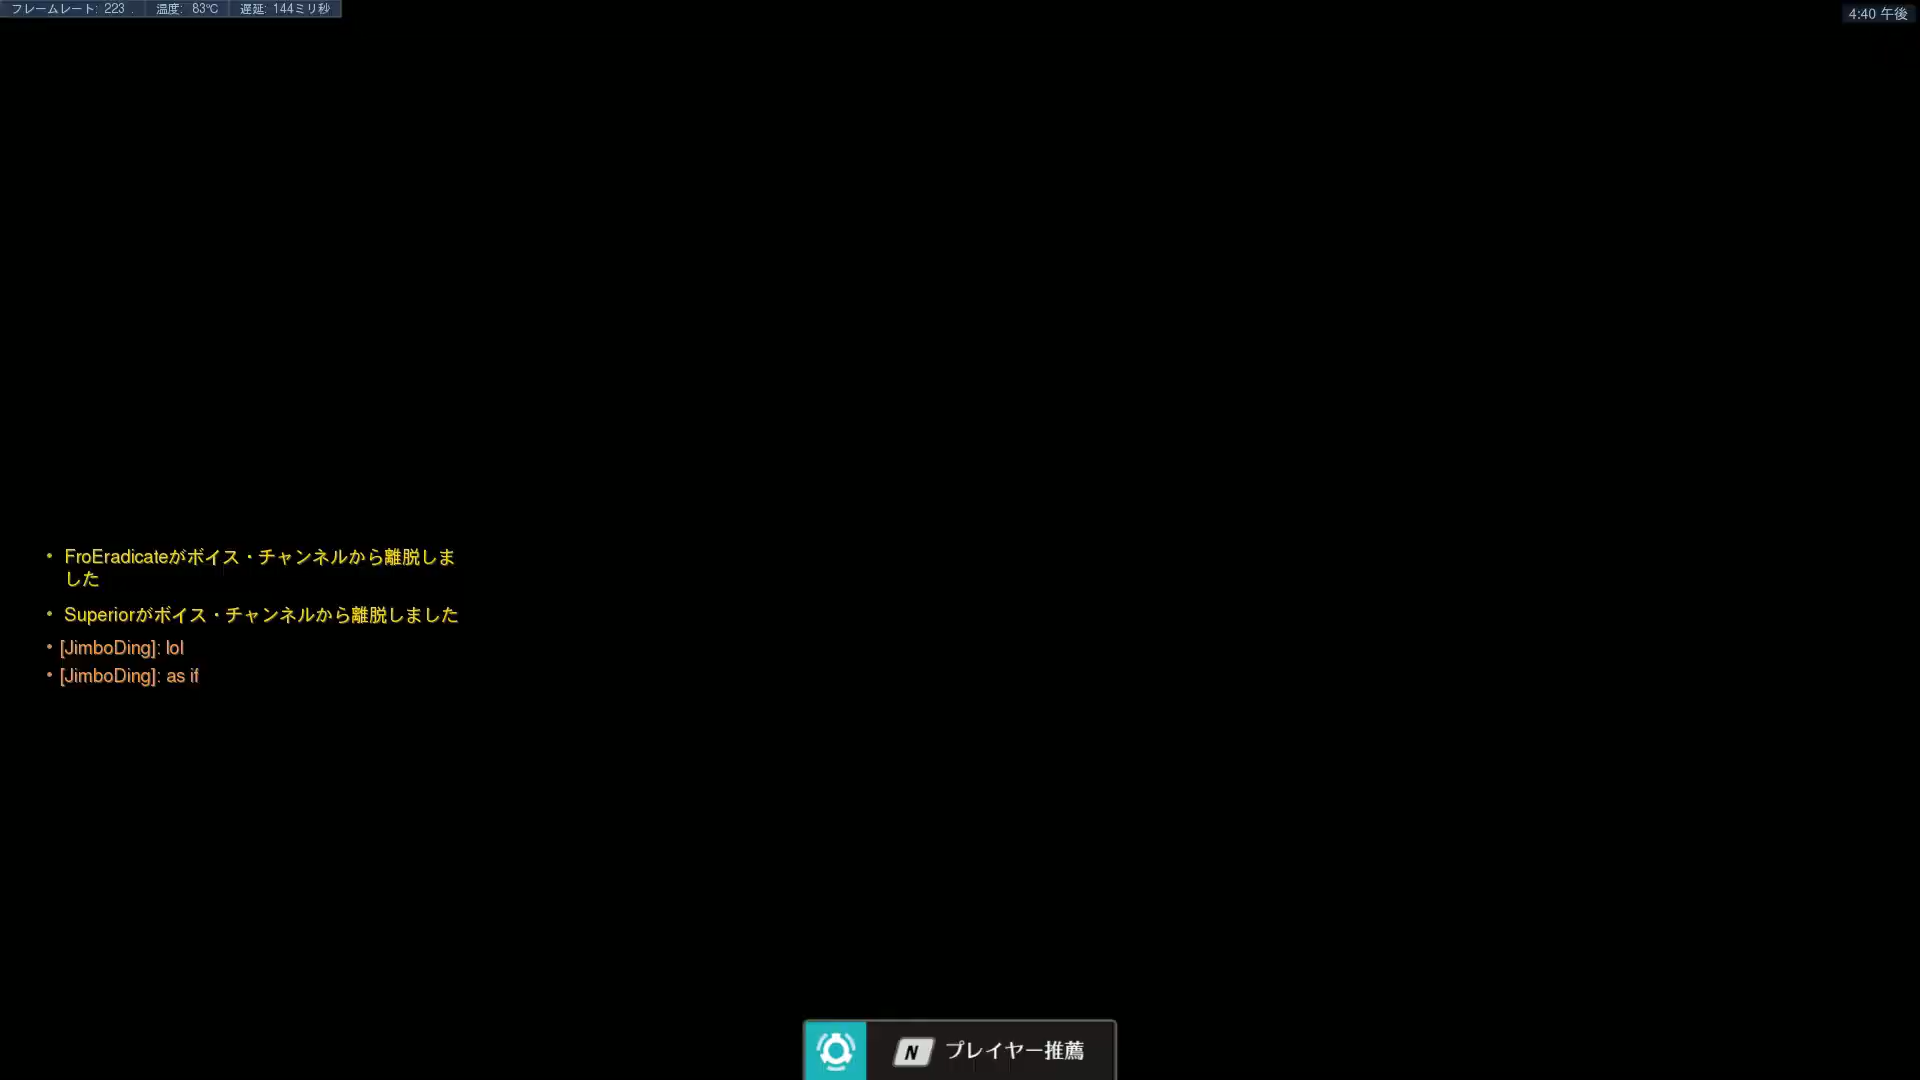 フレームレート: 223 温度: 83℃ 遅延: 144ミリ秒
4:40 午後
• FroEradicateがボイス・チャンネルから離脱しま
した
• Superiorがボイス・チャンネルから離脱しました
• [JimboDing]: lol
• [JimboDing]: as if
N プレイヤー推薦